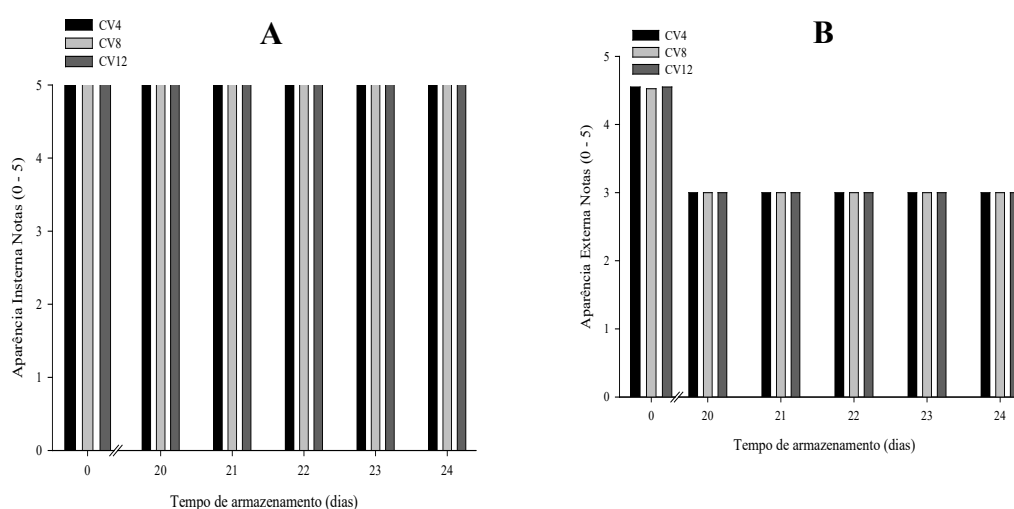 CV4
CV8
CV12
A
Aparência Insterna Notas (0 - 5)
5
4
3
2
1
0
0 20 21 22 23 24
Tempo de armazenamento (dias)
CV4
CV8
CV12
B
Aparência Externa Notas (0 - 5)
5
4
3
2
1
0
0 20 21 22 23 24
Tempo de armazenamento (dias)